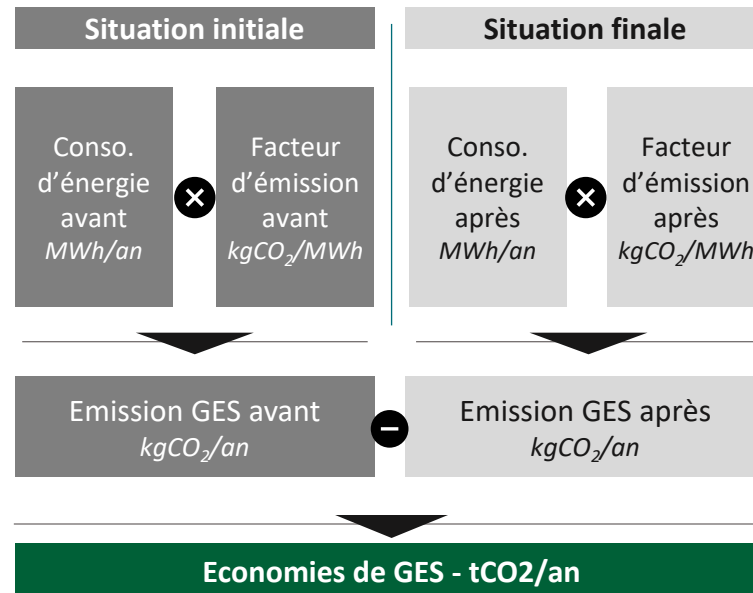 Situation initiale
Situation finale
Conso.
d'énergie
avant
MWh/an
Facteur
d'émission
avant
kgCO₂/MWh
Conso.
d'énergie
après
MWh/an
Facteur
d'émission
après
kgCO₂/MWh
Emission GES avant
kgCO₂/an
Emission GES après
kgCO₂/an
Economies de GES - tCO2/an